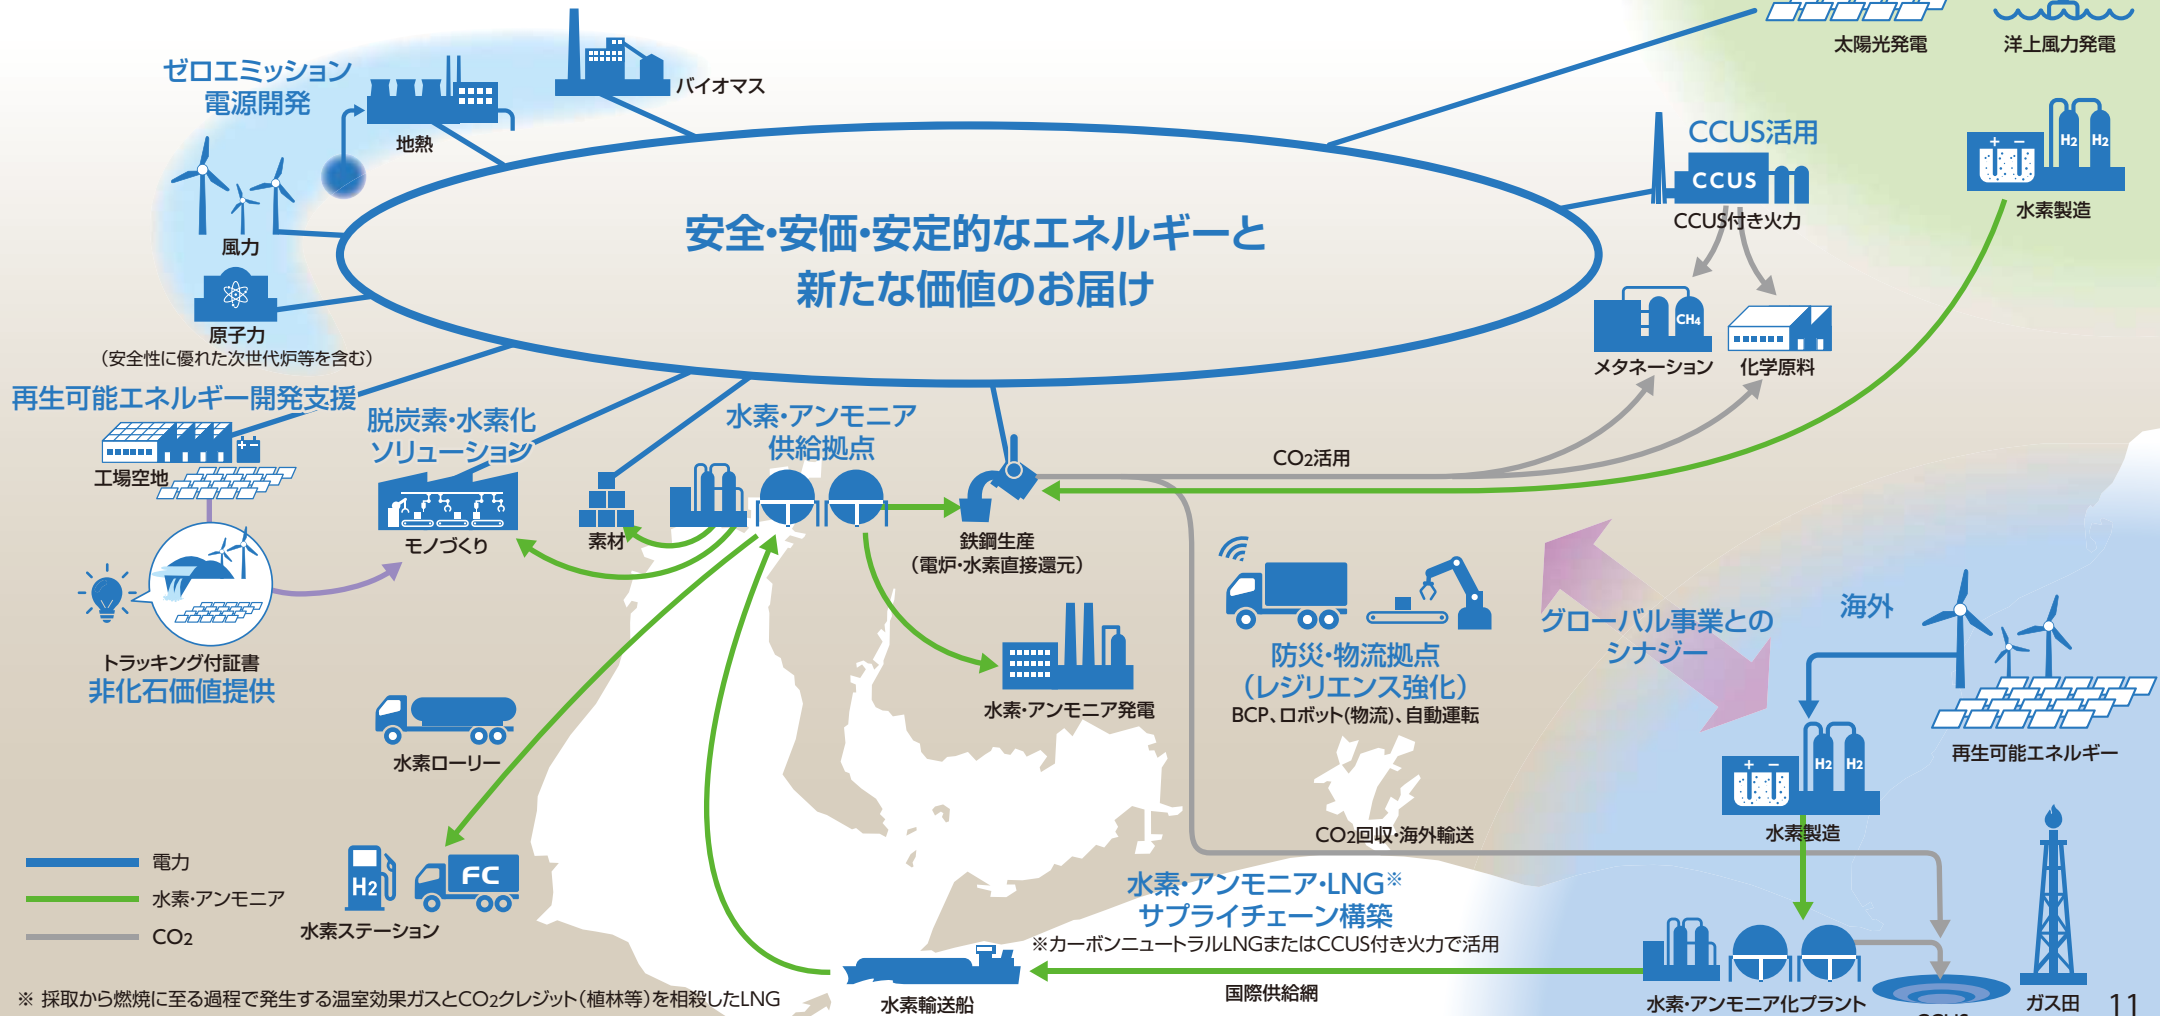 太陽光発電
洋上風力発電
ゼロエミッション
電源開発
バイオマス
地熱
風力
原子力
（安全性に優れた次世代炉等を含む）
安全・安価・安定的なエネルギーと
新たな価値のお届け
CCUS活用
CCUS
CCUS付き火力
+ −
H2 H2
水素製造
CH4
メタネーション
化学原料
再生可能エネルギー開発支援
工場空地
脱炭素・水素化
ソリューション
モノづくり
素材
水素・アンモニア
供給拠点
鉄鋼生産
（電炉・水素直接還元）
CO2活用
トラッキング付証書
非化石価値提供
水素・アンモニア発電
防災・物流拠点
（レジリエンス強化）
BCP、ロボット(物流)、自動運転
グローバル事業との
シナジー
海外
再生可能エネルギー
+ −
H2 H2
水素製造
水素ローリー
H2
FC
水素ステーション
CO2回収・海外輸送
水素・アンモニア・LNG※
サプライチェーン構築
※カーボンニュートラルLNGまたはCCUS付き火力で活用
国際供給網
水素輸送船
水素・アンモニア化プラント
ガス田
電力
水素・アンモニア
CO2
※ 採取から燃焼に至る過程で発生する温室効果ガスとCO2クレジット（植林等）を相殺したLNG
CCUS
11